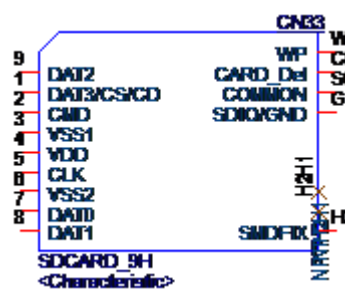 CN33
9 DAT2
1 DAT3/CS/CD
2 CMD
3 VSS1
4 VDD
5 CLK
6 VSS2
7 DAT0
8 DAT1
WP W
CARD_Det C
COMMON S
SDIO/GND G
SMDFIX H
SDCARD_9H
<Characteristic>